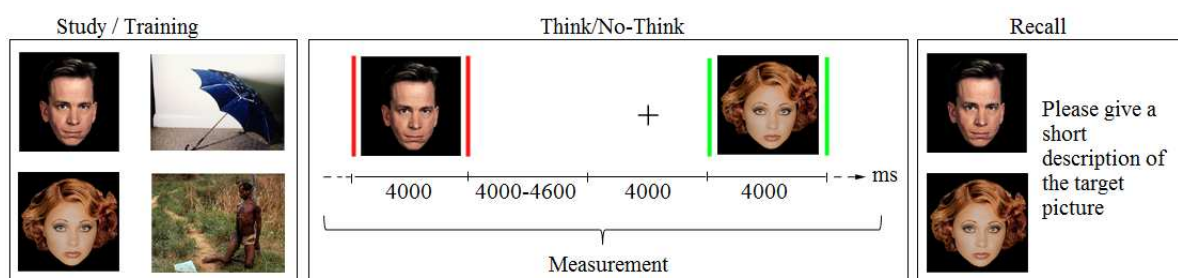 Study / Training
Think/No-Think
Recall
4000
4000-4600
4000
4000
ms
Measurement
Please give a
short
description of
the target
picture